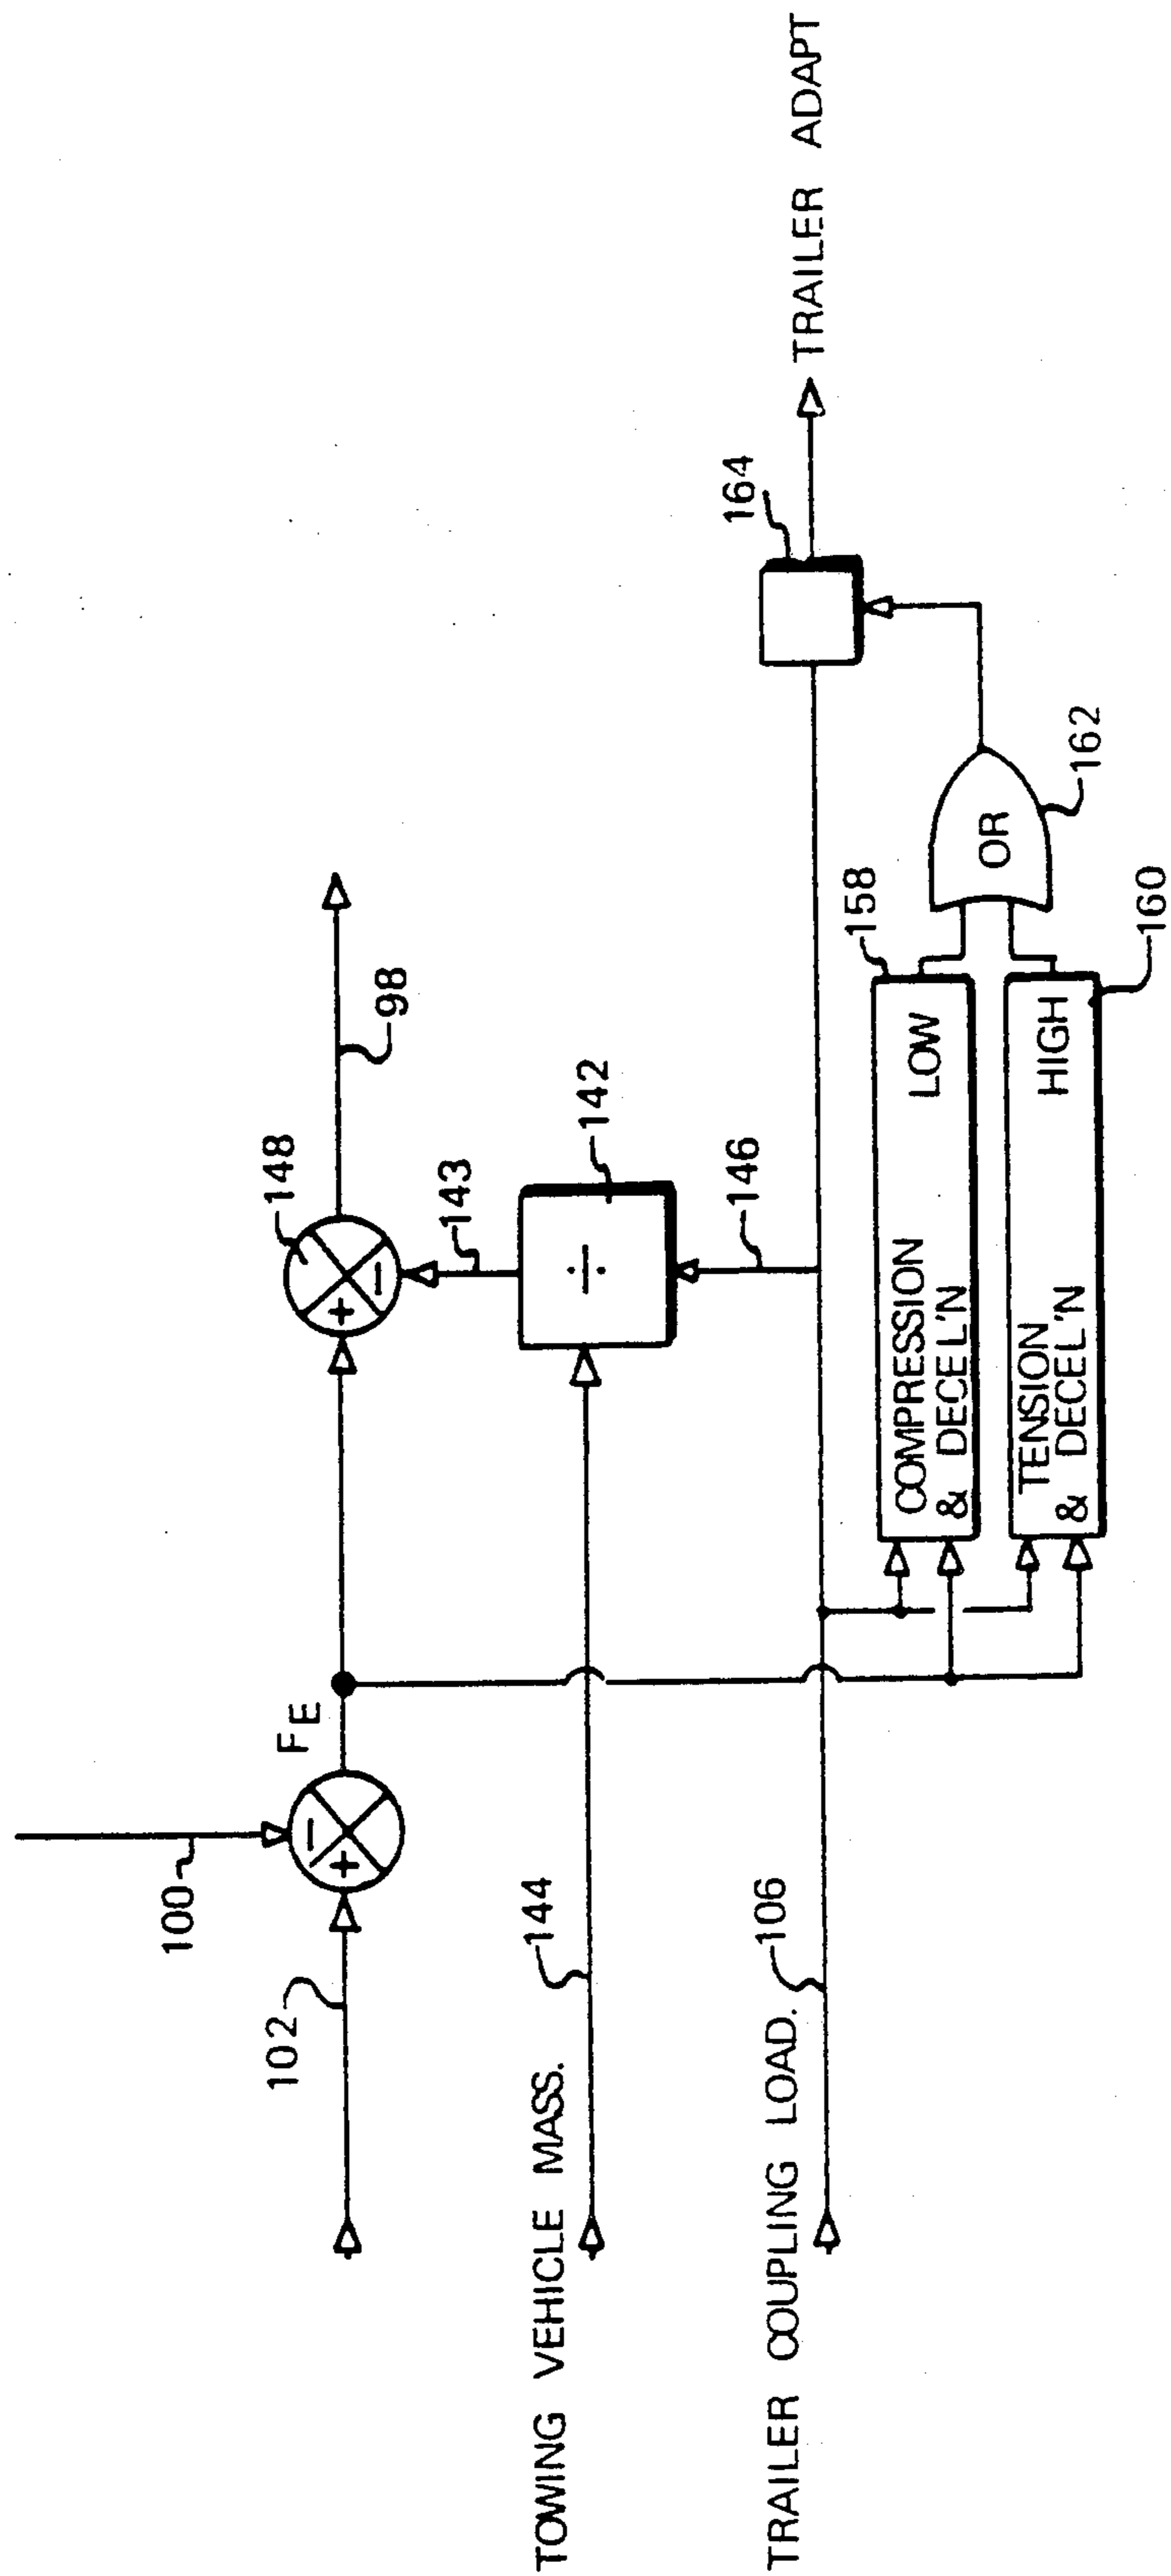 100
102
F E
− +
148
+ −
98
TOWING VEHICLE MASS.
144
143
÷
142
146
TRAILER COUPLING LOAD.
106
164
TRAILER ADAPT
COMPRESSION
& DECEL'N
LOW
158
TENSION
& DECEL'N
HIGH
160
OR
162